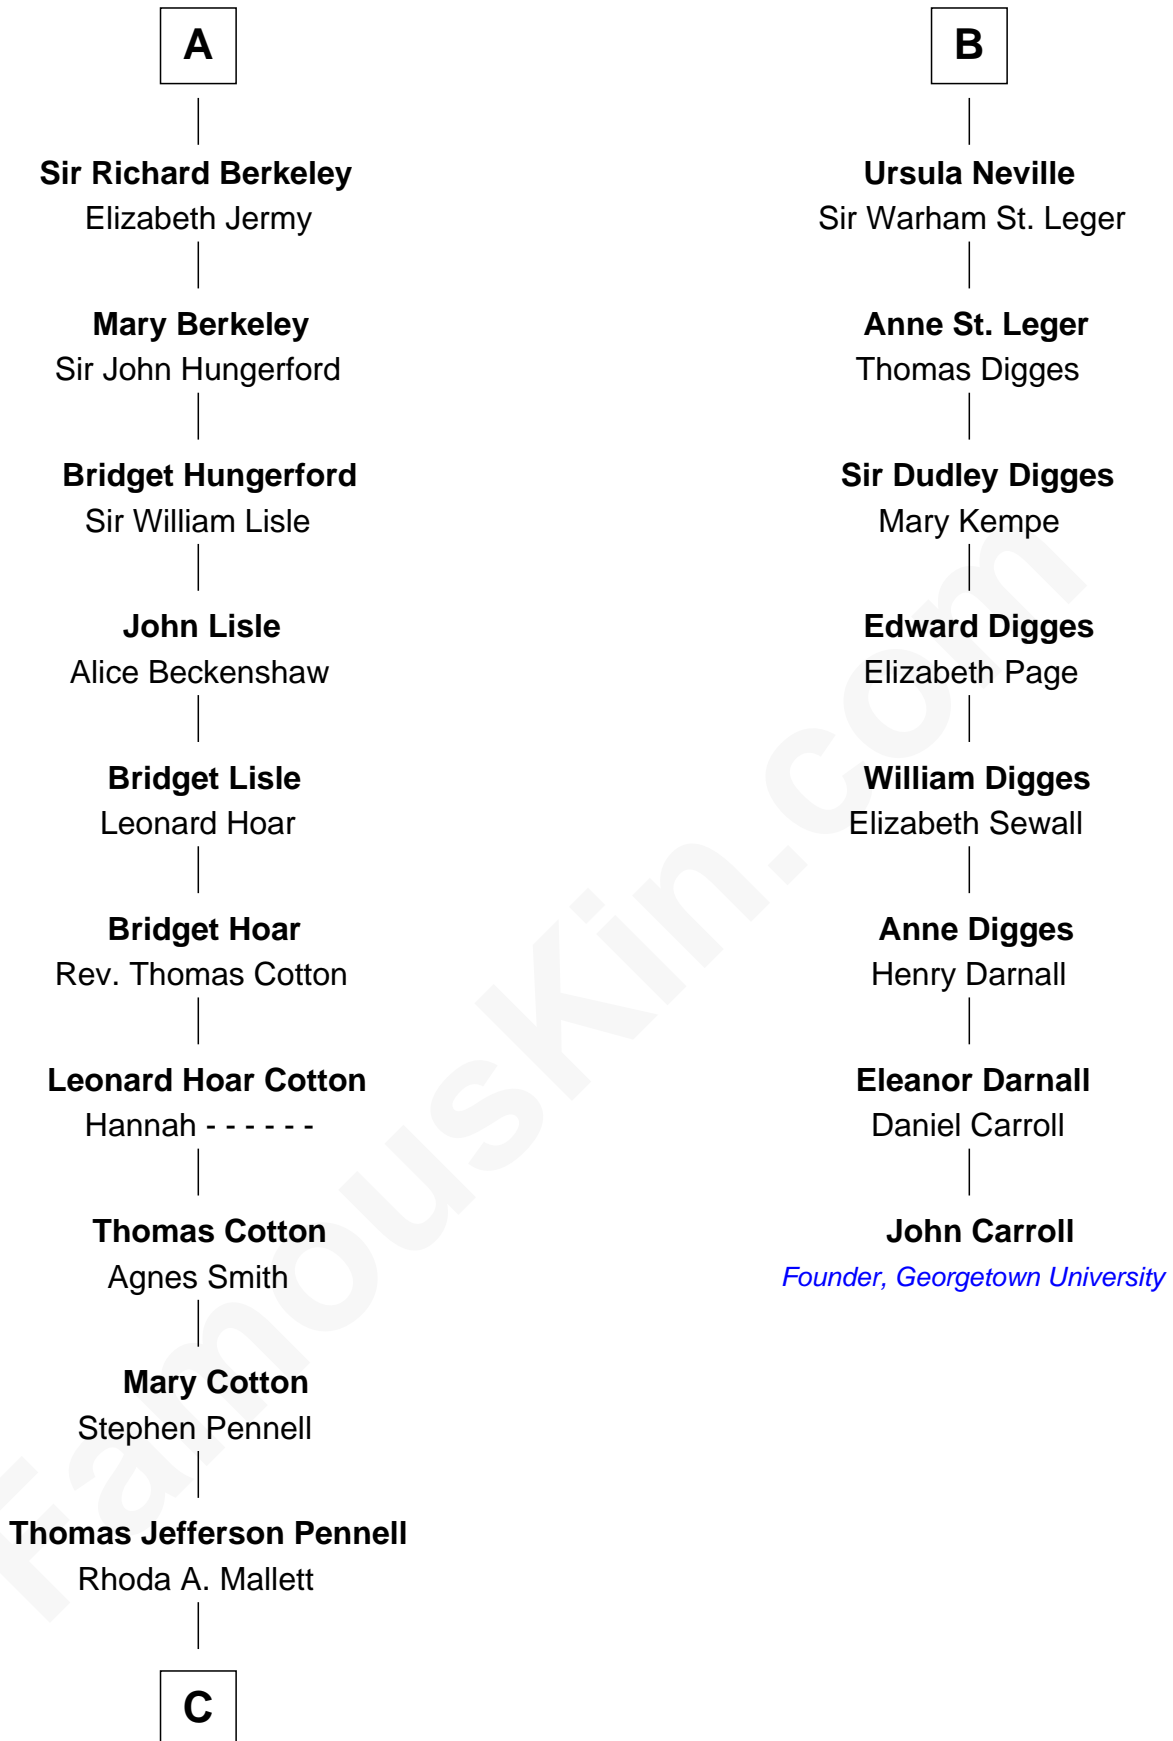 A
Sir Richard Berkeley
Elizabeth Jermy
Mary Berkeley
Sir John Hungerford
Bridget Hungerford
Sir William Lisle
John Lisle
Alice Beckenshaw
Bridget Lisle
Leonard Hoar
Bridget Hoar
Rev. Thomas Cotton
Leonard Hoar Cotton
Hannah - - - - - -
Thomas Cotton
Agnes Smith
Mary Cotton
Stephen Pennell
Thomas Jefferson Pennell
Rhoda A. Mallett
C
B
Ursula Neville
Sir Warham St. Leger
Anne St. Leger
Thomas Digges
Sir Dudley Digges
Mary Kempe
Edward Digges
Elizabeth Page
William Digges
Elizabeth Sewall
Anne Digges
Henry Darnall
Eleanor Darnall
Daniel Carroll
John Carroll
Founder, Georgetown University
FamousKin.com